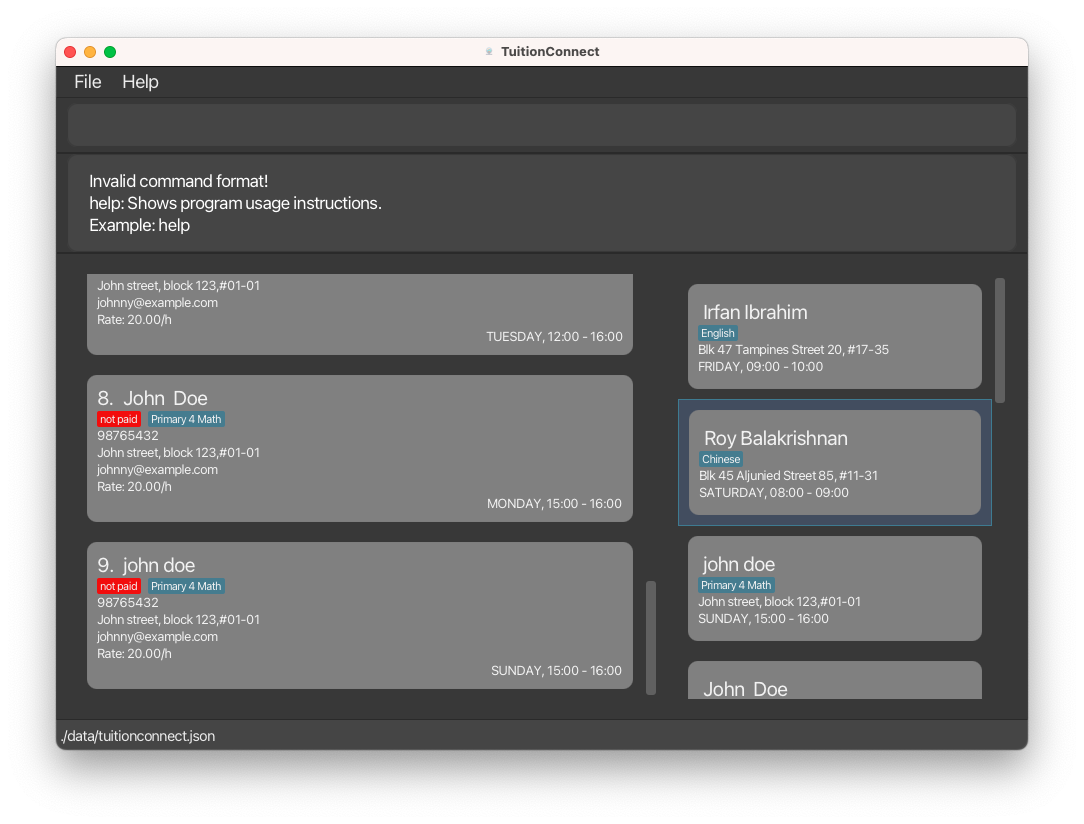 TuitionConnect
File Help
Invalid command format!
help: Shows program usage instructions.
Example: help
John street, block 123,#01-01
johnny@example.com
Rate: 20.00/h
TUESDAY, 12:00 - 16:00
8. John  Doe
not paid Primary 4 Math
98765432
John street, block 123,#01-01
johnny@example.com
Rate: 20.00/h
MONDAY, 15:00 - 16:00
9. john doe
not paid Primary 4 Math
98765432
John street, block 123,#01-01
johnny@example.com
Rate: 20.00/h
SUNDAY, 15:00 - 16:00
Irfan Ibrahim
English
Blk 47 Tampines Street 20, #17-35
FRIDAY, 09:00 - 10:00
Roy Balakrishnan
Chinese
Blk 45 Aljunied Street 85, #11-31
SATURDAY, 08:00 - 09:00
john doe
Primary 4 Math
John street, block 123,#01-01
SUNDAY, 15:00 - 16:00
John  Doe
./data/tuitionconnect.json